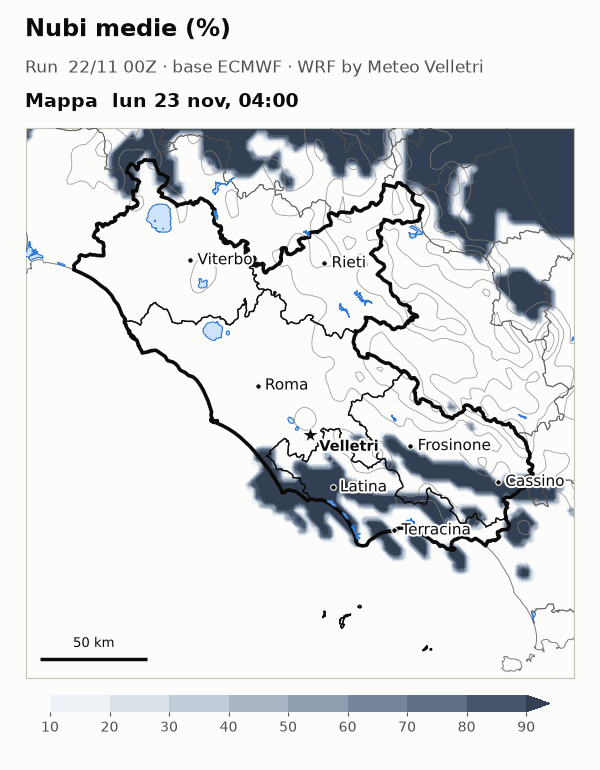 Nubi medie (%)
Run  22/11 00Z · base ECMWF · WRF by Meteo Velletri
Mappa  lun 23 nov, 04:00
Viterbo
Rieti
Roma
Velletri
Frosinone
Cassino
Latina
Terracina
50 km
10 20 30 40 50 60 70 80 90